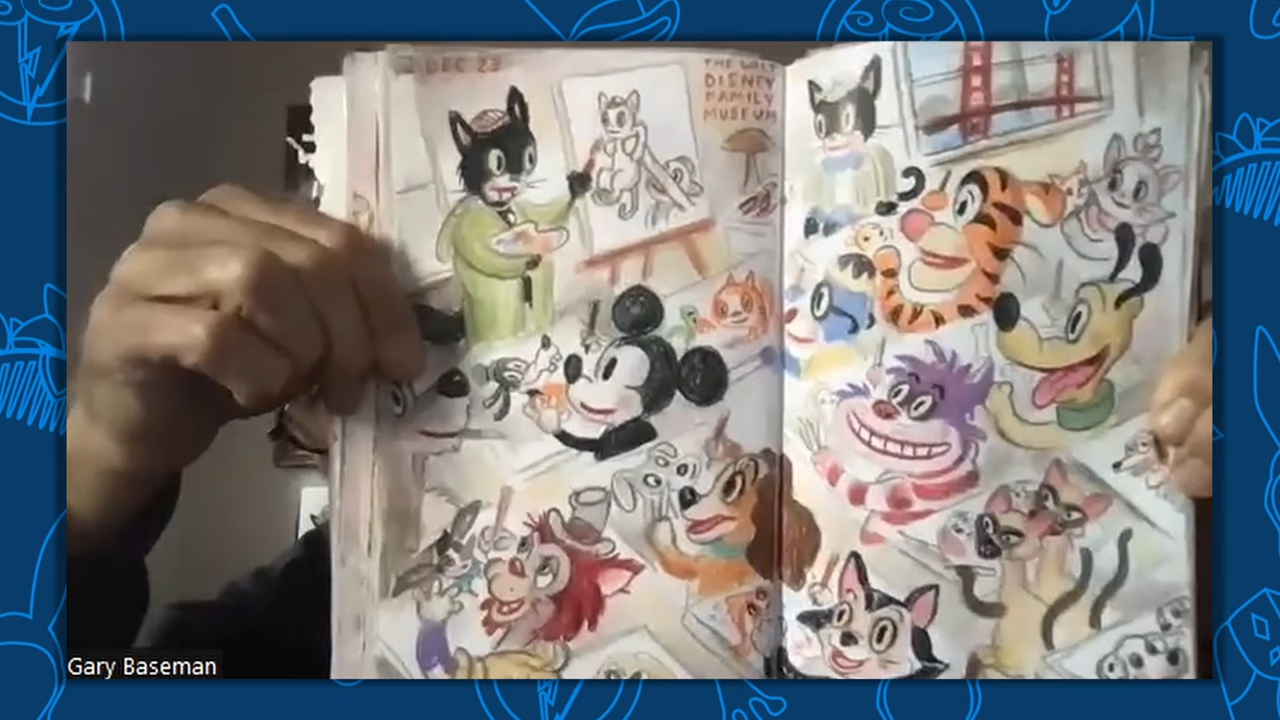 DEC 23
THE WALT
DISNEY
FAMILY
MUSEUM
Gary Baseman